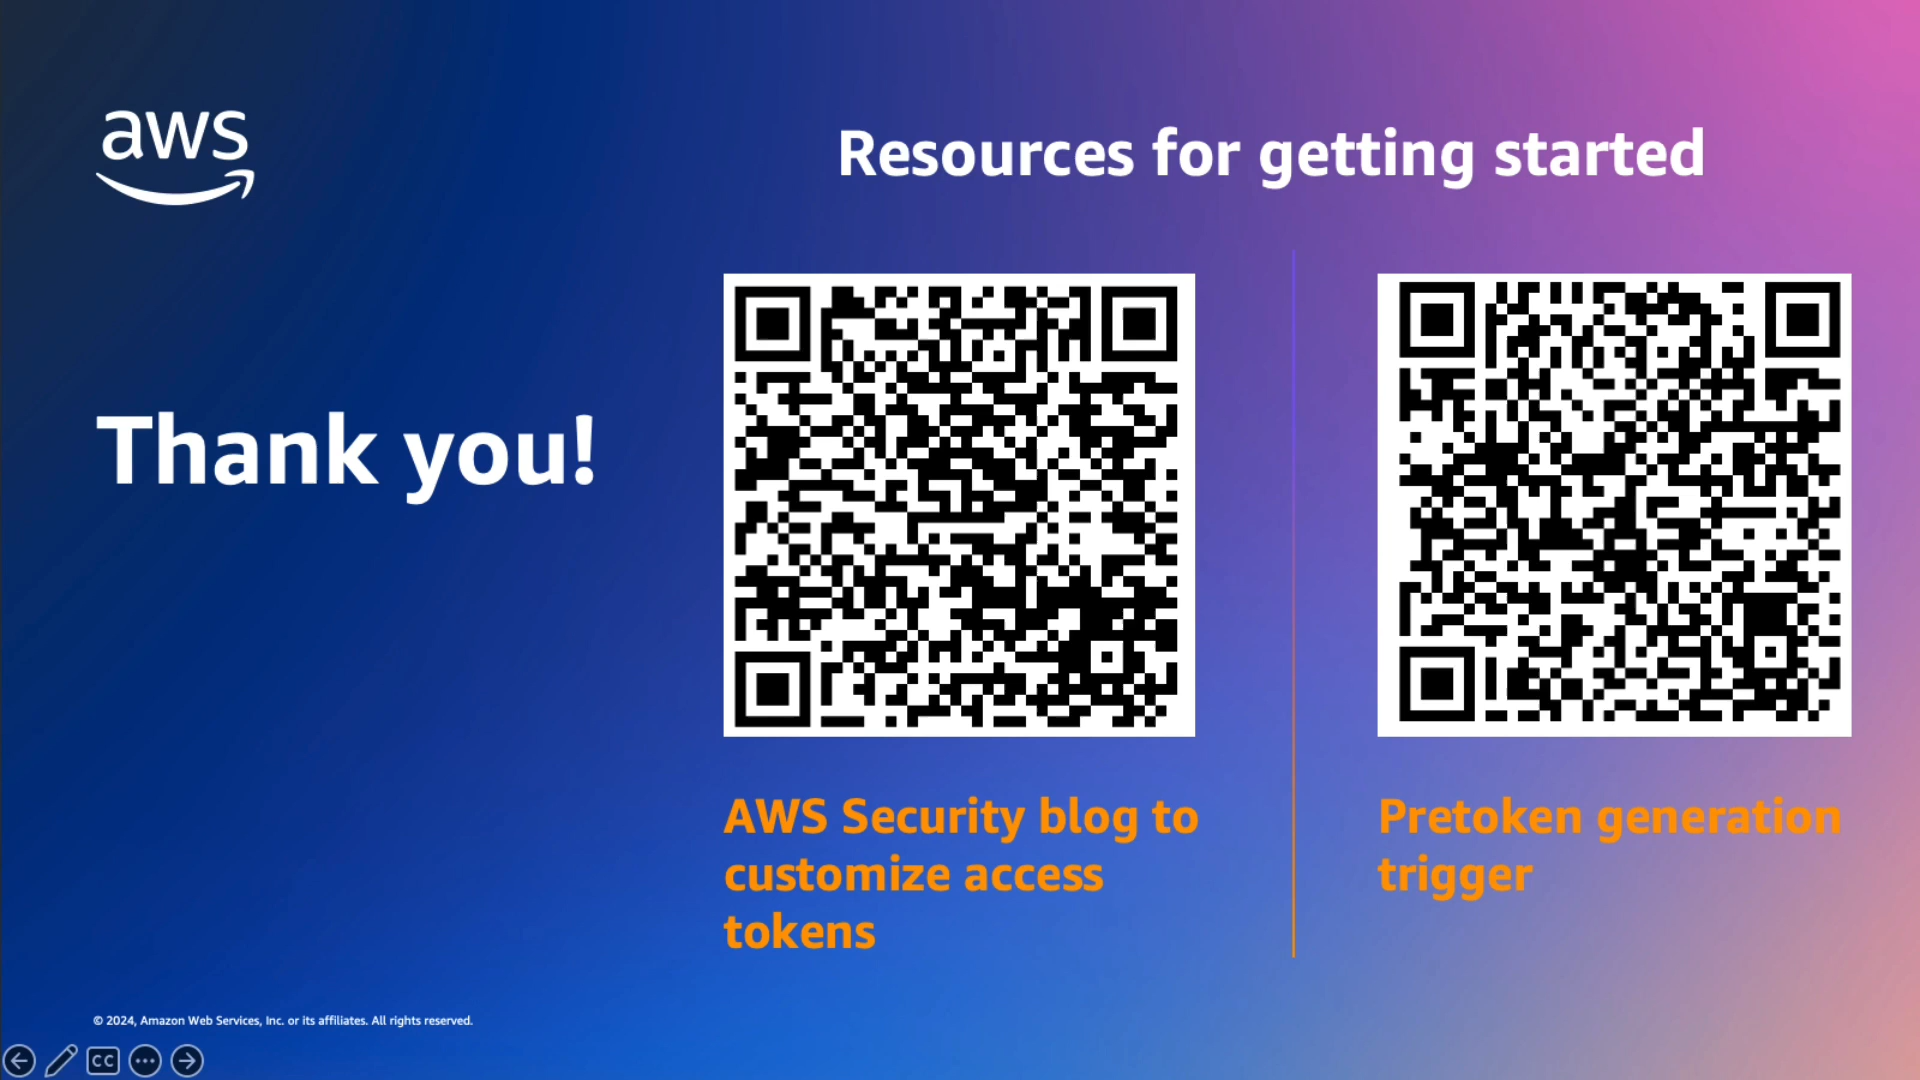 aws
Resources for getting started
Thank you!
AWS Security blog to
customize access
tokens
Pretoken generation
trigger
© 2024, Amazon Web Services, Inc. or its affiliates. All rights reserved.
CC